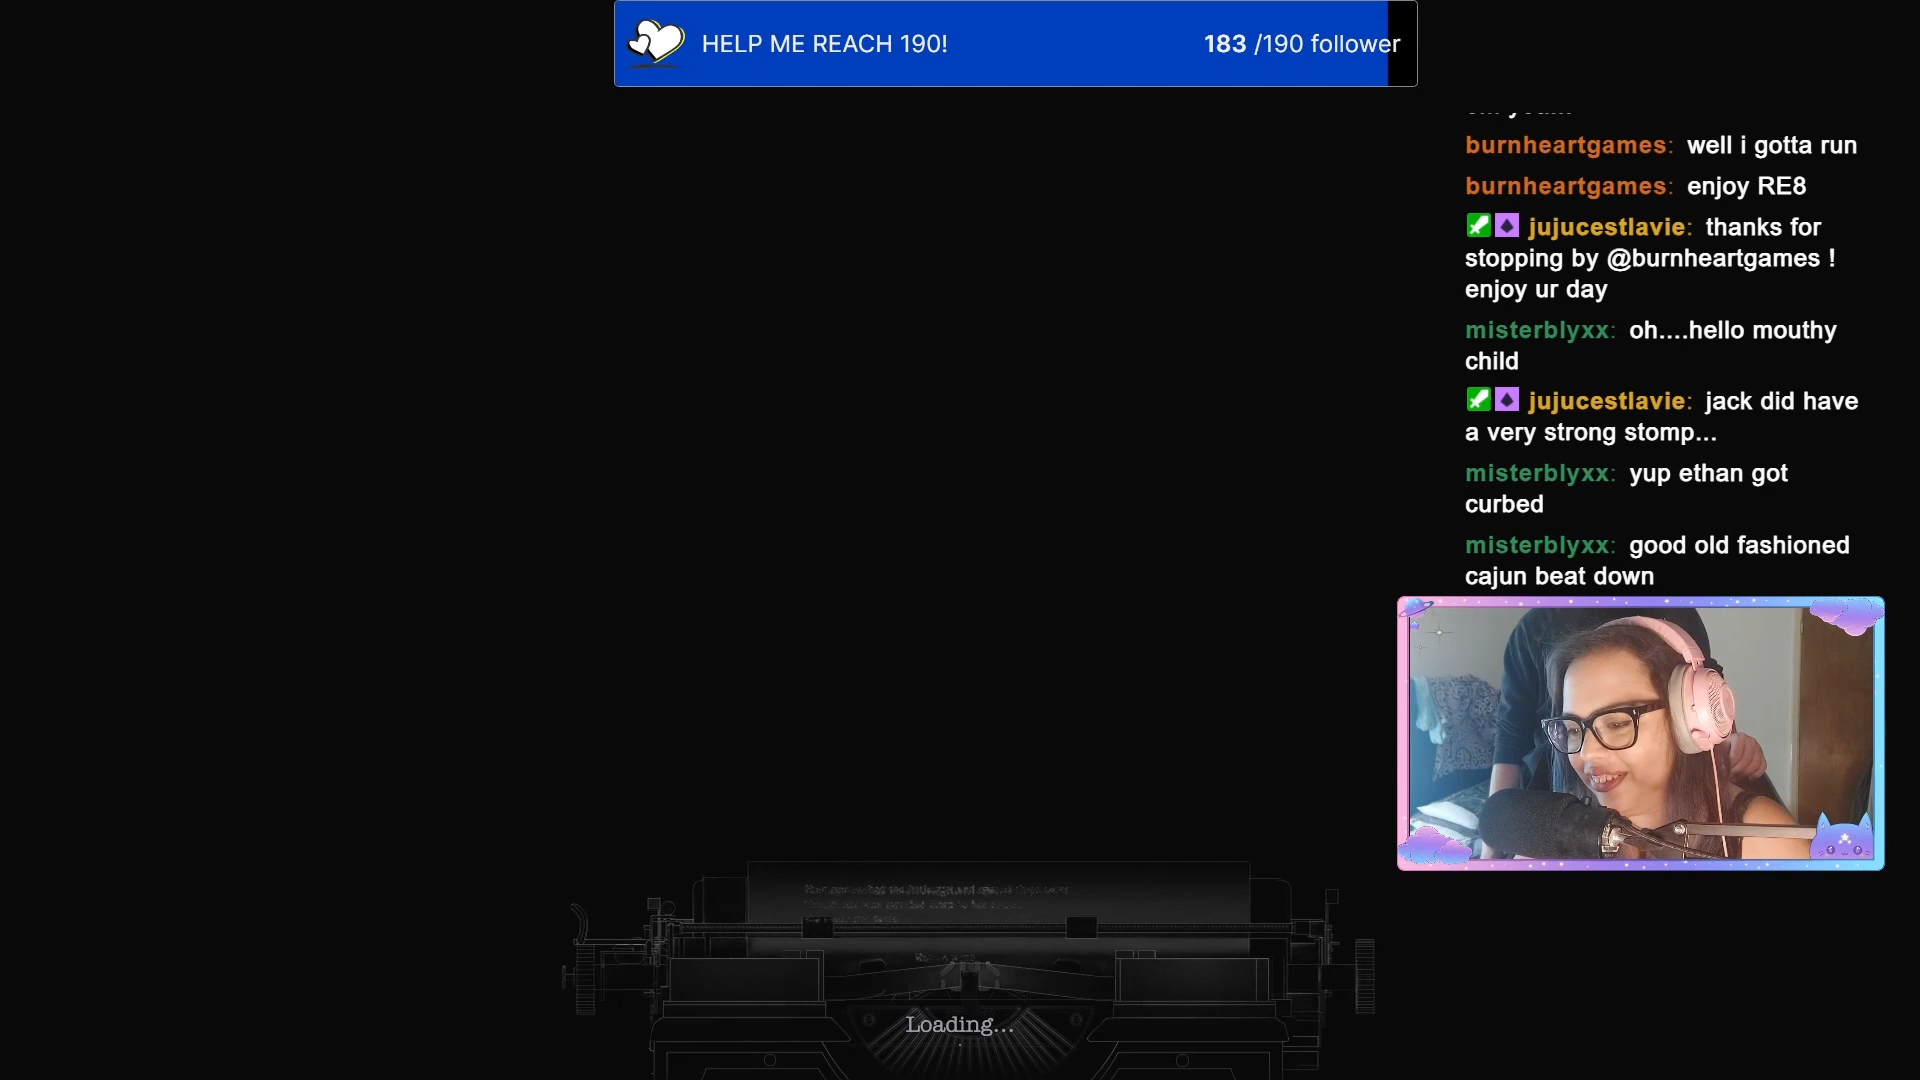 HELP ME REACH 190!
183 /190 follower
burnheartgames: well i gotta run
burnheartgames: enjoy RE8
jujucestlavie: thanks for
stopping by @burnheartgames !
enjoy ur day
misterblyxx: oh....hello mouthy
child
jujucestlavie: jack did have
a very strong stomp...
misterblyxx: yup ethan got
curbed
misterblyxx: good old fashioned
cajun beat down
Loading...